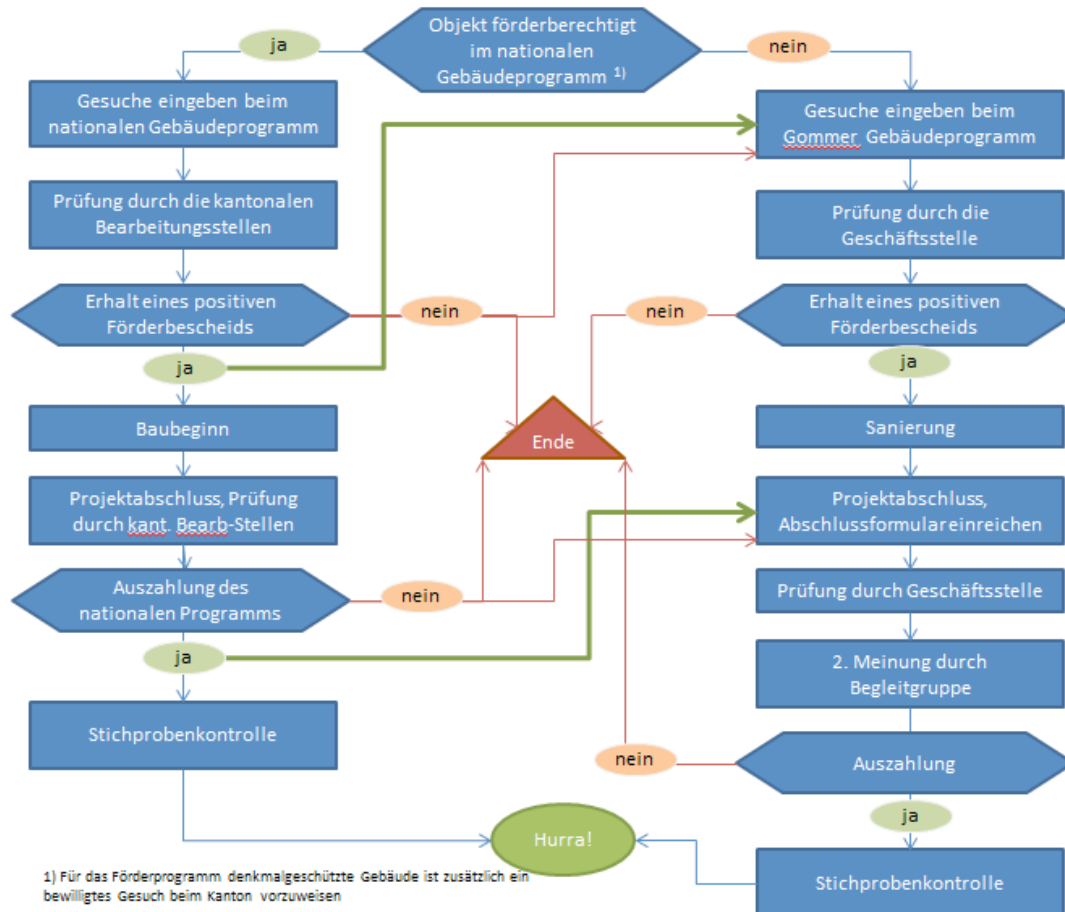 Objekt förderberechtigt
im nationalen
Gebäudeprogramm 1)
ja
nein
Gesuche eingeben beim
nationalen Gebäudeprogramm
Gesuche eingeben beim
Gommer Gebäudeprogramm
Prüfung durch die kantonalen
Bearbeitungsstellen
Prüfung durch die
Geschäftsstelle
Erhalt eines positiven
Förderbescheids
nein
nein
Erhalt eines positiven
Förderbescheids
ja
ja
Baubeginn
Ende
Sanierung
Projektabschluss, Prüfung
durch kant. Bearb-Stellen
Projektabschluss,
Abschlussformular einreichen
Auszahlung des
nationalen Programms
nein
Prüfung durch Geschäftsstelle
ja
2. Meinung durch
Begleitgruppe
Stichprobenkontrolle
nein
Auszahlung
ja
Hurra!
Stichprobenkontrolle
1) Für das Förderprogramm denkmalgeschützte Gebäude ist zusätzlich ein
bewilligtes Gesuch beim Kanton vorzuweisen